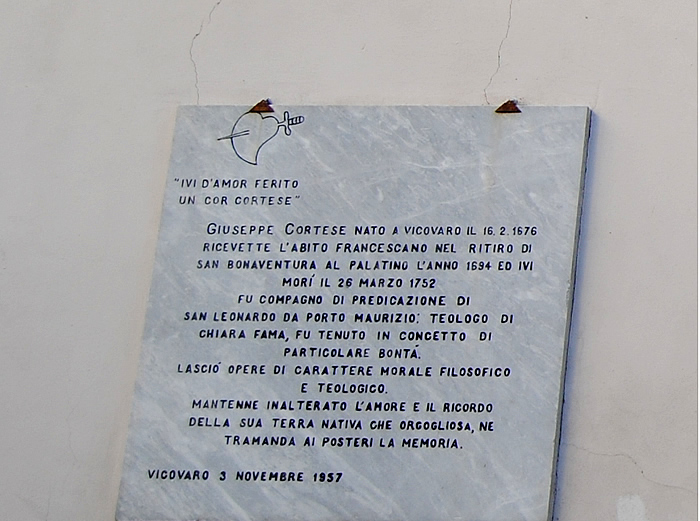 "IVI D'AMOR FERITO
UN COR CORTESE"
GIUSEPPE CORTESE NATO A VICOVARO IL 16.2.1676
RICEVETTE L'ABITO FRANCESCANO NEL RITIRO DI
SAN BONAVENTURA AL PALATINO L'ANNO 1694 ED IVI
MORÍ IL 26 MARZO 1752
FU COMPAGNO DI PREDICAZIONE DI
SAN LEONARDO DA PORTO MAURIZIO: TEOLOGO DI
CHIARA FAMA, FU TENUTO IN CONCETTO DI
PARTICOLARE BONTÁ.
LASCIÓ OPERE DI CARATTERE MORALE FILOSOFICO
E TEOLOGICO.
MANTENNE INALTERATO L'AMORE E IL RICORDO
DELLA SUA TERRA NATIVA CHE ORGOGLIOSA, NE
TRAMANDA AI POSTERI LA MEMORIA.
VICOVARO 3 NOVEMBRE 1957